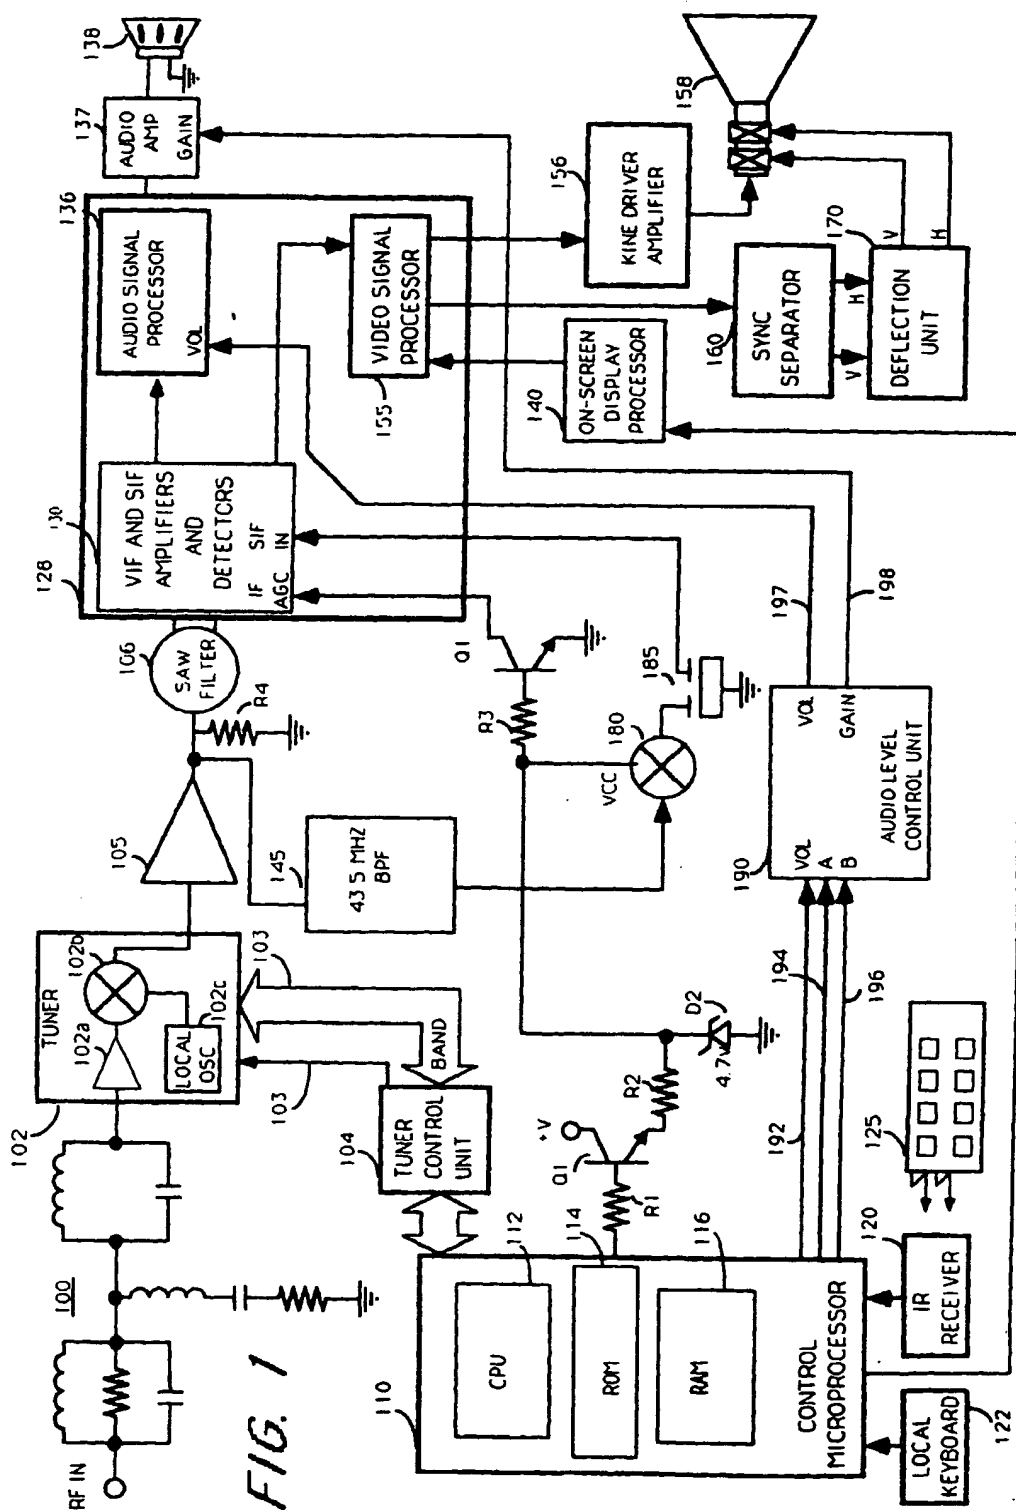 RF IN
100
102
TUNER
102a
102b
LOCAL
OSC
102c
103
103
BAND
104
TUNER
CONTROL
UNIT
105
R4
106
SAW
FILTER
128
130
VIF AND SIF
AMPLIFIERS
AND
DETECTORS
IF
AGC
SIF
IN
136
AUDIO SIGNAL
PROCESSOR
VOL
137
AUDIO
AMP
GAIN
138
145
43.5 MHZ
BPF
155
VIDEO SIGNAL
PROCESSOR
R3
Q1
VCC
180
185
140
ON-SCREEN
DISPLAY
PROCESSOR
156
KINE DRIVER
AMPLIFIER
158
160
SYNC
SEPARATOR
V
H
170
DEFLECTION
UNIT
V
H
FIG. 1
110
CPU
112
ROM
114
RAM
116
CONTROL
MICROPROCESSOR
+V
Q1
R1
R2
4.7V
D2
192
194
196
190
VOL
A
B
AUDIO LEVEL
CONTROL UNIT
VOL
GAIN
197
198
LOCAL
KEYBOARD
122
IR
RECEIVER
120
125